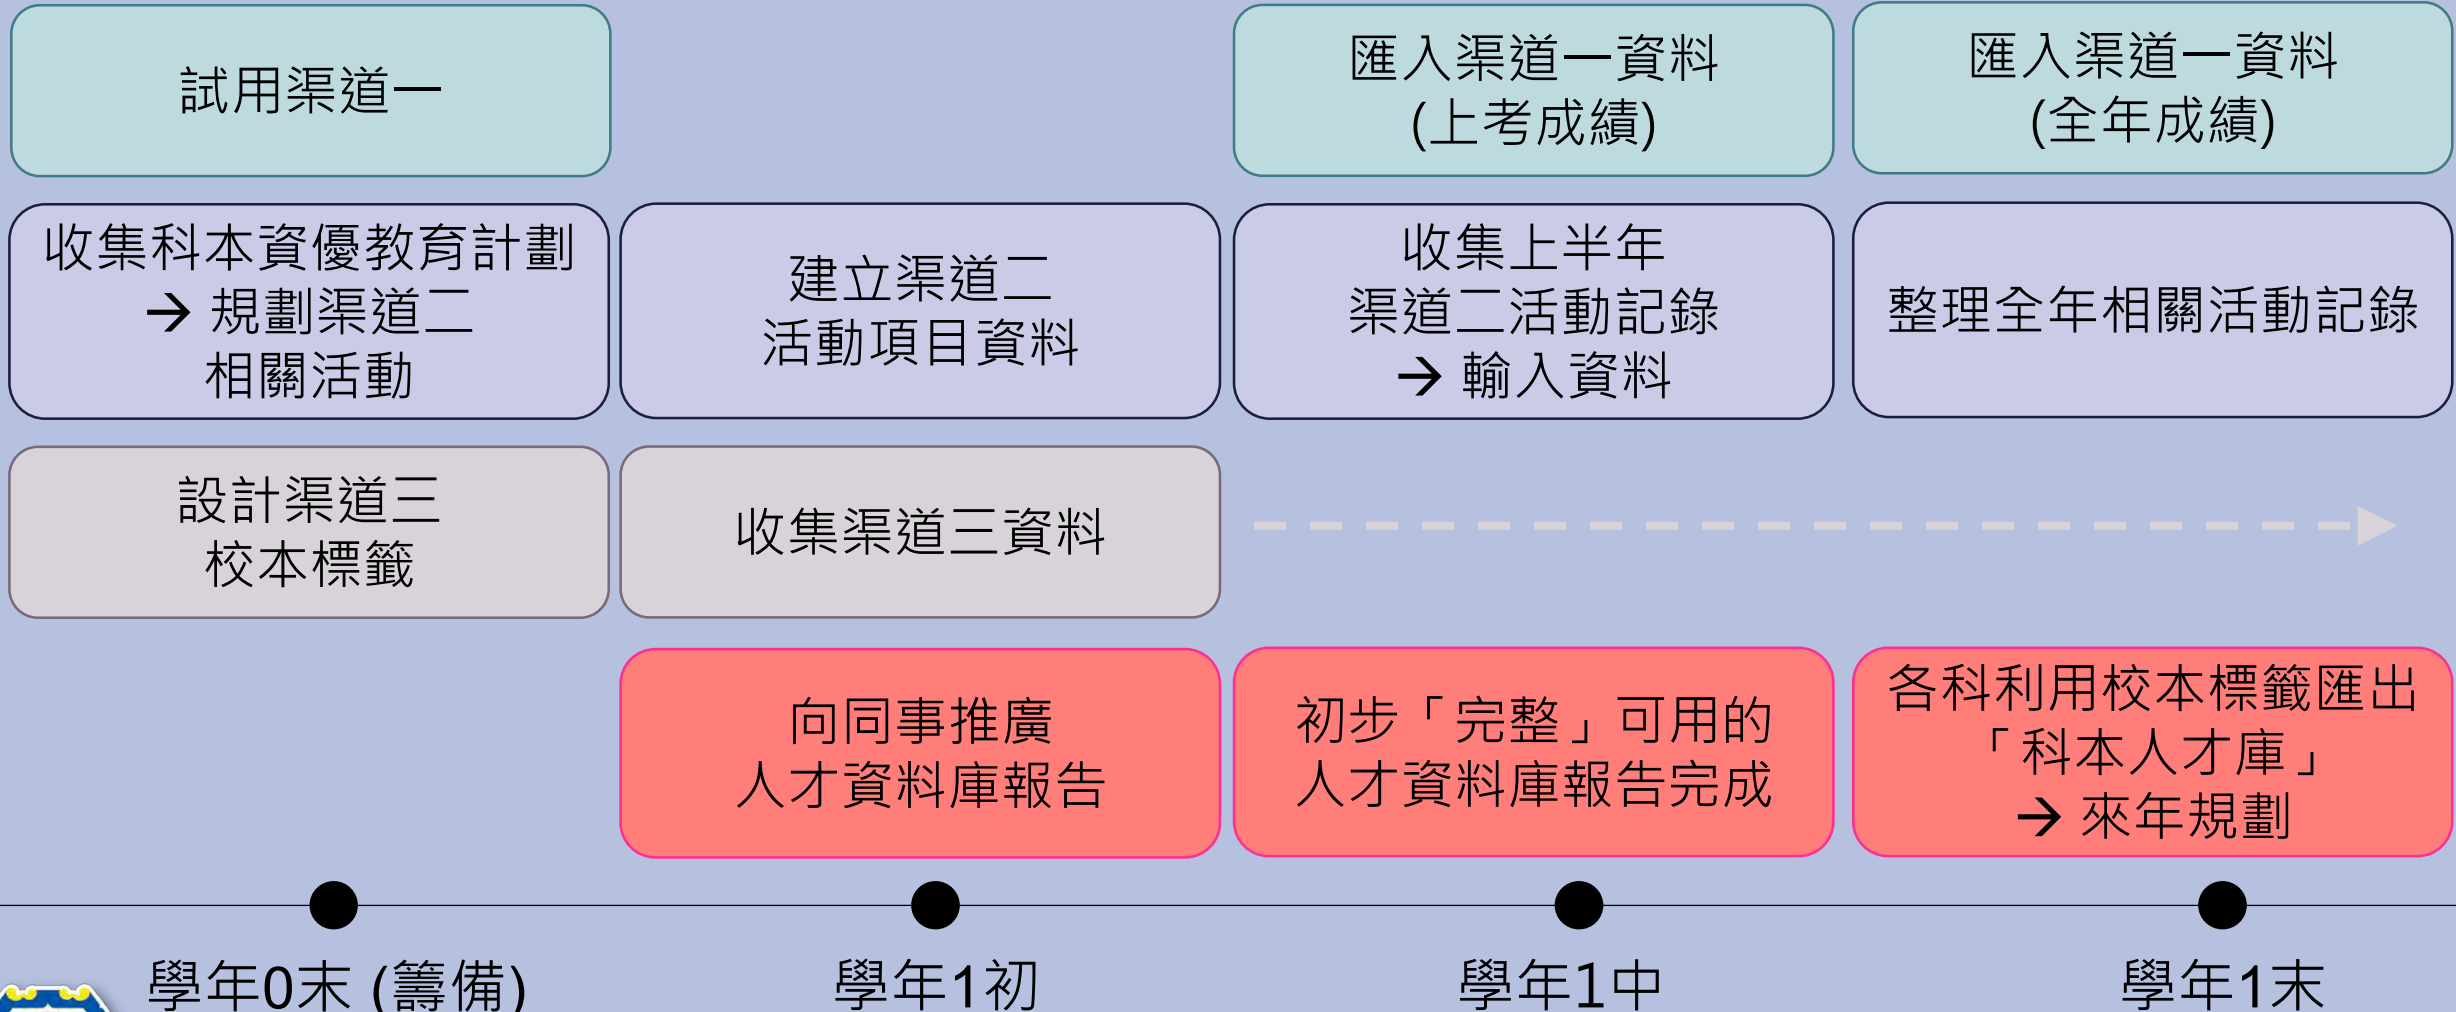 試用渠道一
匯入渠道一資料
(上考成績)
匯入渠道一資料
(全年成績)
收集科本資優教育計劃
→ 規劃渠道二
相關活動
建立渠道二
活動項目資料
收集上半年
渠道二活動記錄
→ 輸入資料
整理全年相關活動記錄
設計渠道三
校本標籤
收集渠道三資料
向同事推廣
人才資料庫報告
初步「完整」可用的
人才資料庫報告完成
各科利用校本標籤匯出
「科本人才庫」
→ 來年規劃
學年0末 (籌備)
學年1初
學年1中
學年1末